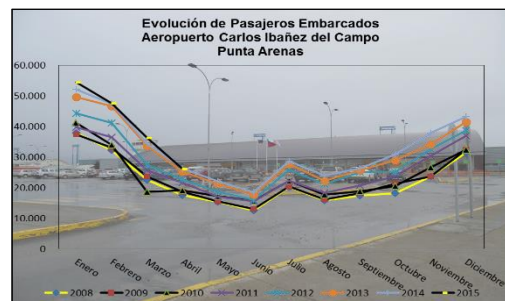 Evolución de Pasajeros Embarcados
Aeropuerto Carlos Ibañez del Campo
Punta Arenas
60.000
50.000
40.000
30.000
20.000
10.000
0
Enero
Febrero
Marzo
Abril
Mayo
Junio
Julio
Agosto
Septiembre
Octubre
Noviembre
Diciembre
2008 2009 2010 2011 2012 2013 2014 2015